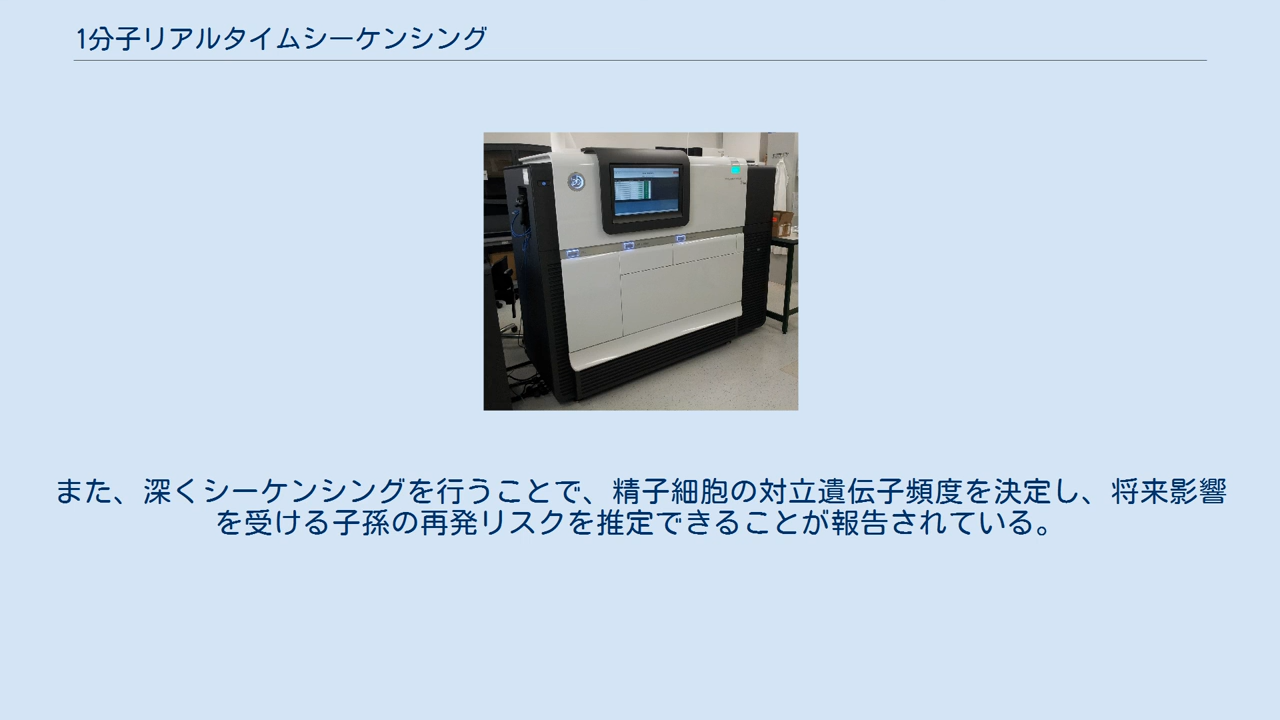 1分子リアルタイムシーケンシング
また、深くシーケンシングを行うことで、精子細胞の対立遺伝子頻度を決定し、将来影響
を受ける子孫の再発リスクを推定できることが報告されている。